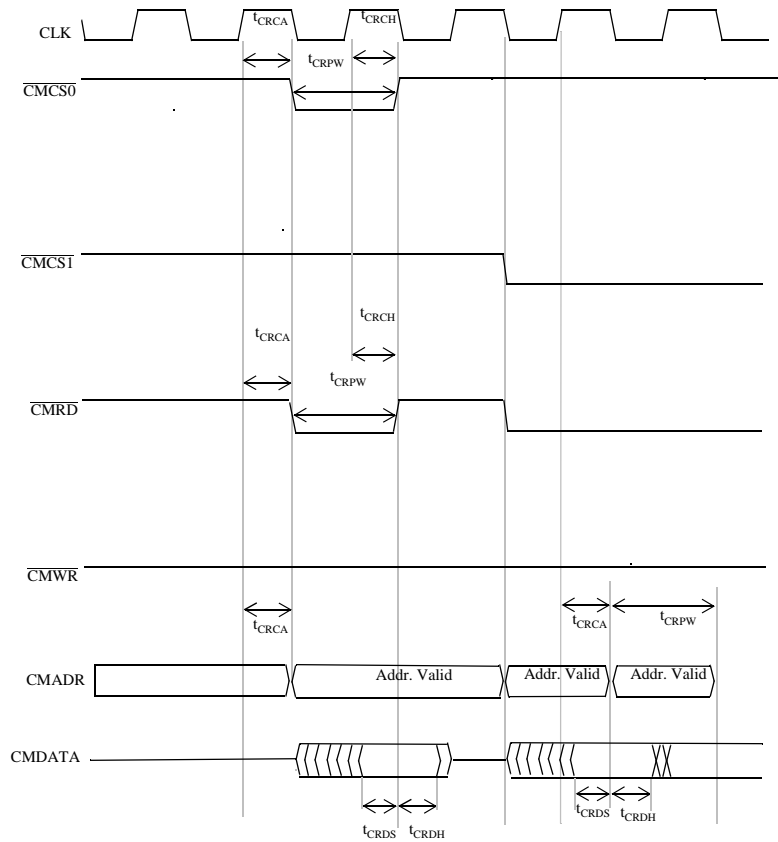 tCRCA tCRCH
CLK
tCRPW
CMCS0
CMCS1
tCRCH
tCRCA
tCRPW
CMRD
CMWR
tCRCA tCRCA tCRPW
CMADR Addr. Valid Addr. Valid Addr. Valid
CMDATA
tCRDS tCRDH tCRDS tCRDH